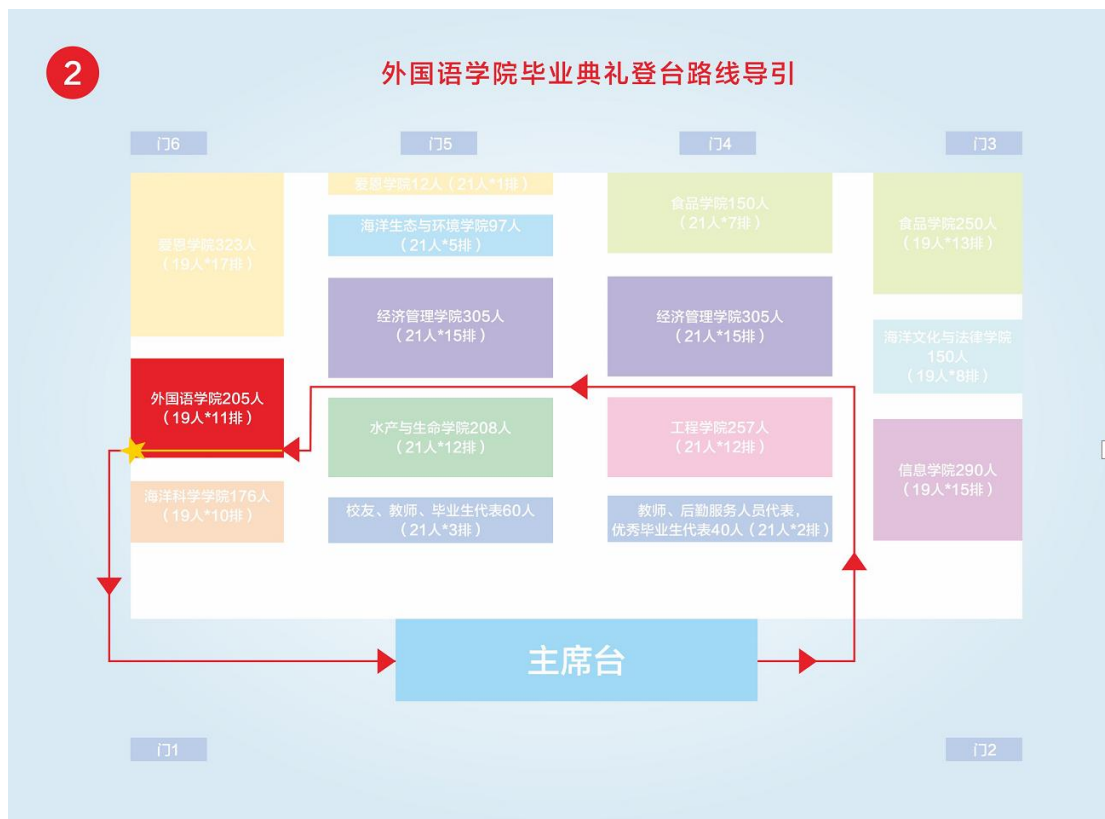 2
外国语学院毕业典礼登台路线导引
门6
门5
门4
门3
爱恩学院323人
（19人*17排）
爱恩学院12人（21人*1排）
海洋生态与环境学院97人
（21人*5排）
食品学院150人
（21人*7排）
食品学院250人
（19人*13排）
经济管理学院305人
（21人*15排）
经济管理学院305人
（21人*15排）
海洋文化与法律学院
150人
（19人*8排）
外国语学院205人
（19人*11排）
水产与生命学院208人
（21人*12排）
工程学院257人
（21人*12排）
信息学院290人
（19人*15排）
海洋科学学院176人
（19人*10排）
校友、教师、毕业生代表60人
（21人*3排）
教师、后勤服务人员代表，
优秀毕业生代表40人（21人*2排）
主席台
门1
门2